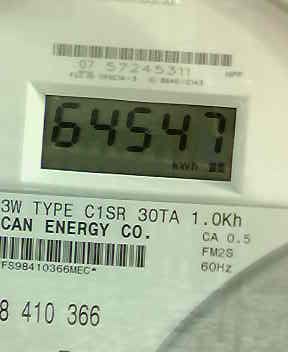 07 57245311
64547
kWh
3W TYPE C1SR 30TA 1.0Kh
CAN ENERGY CO.
CA 0.5
FM2S
FS98410366MEC*
60Hz
8 410 366